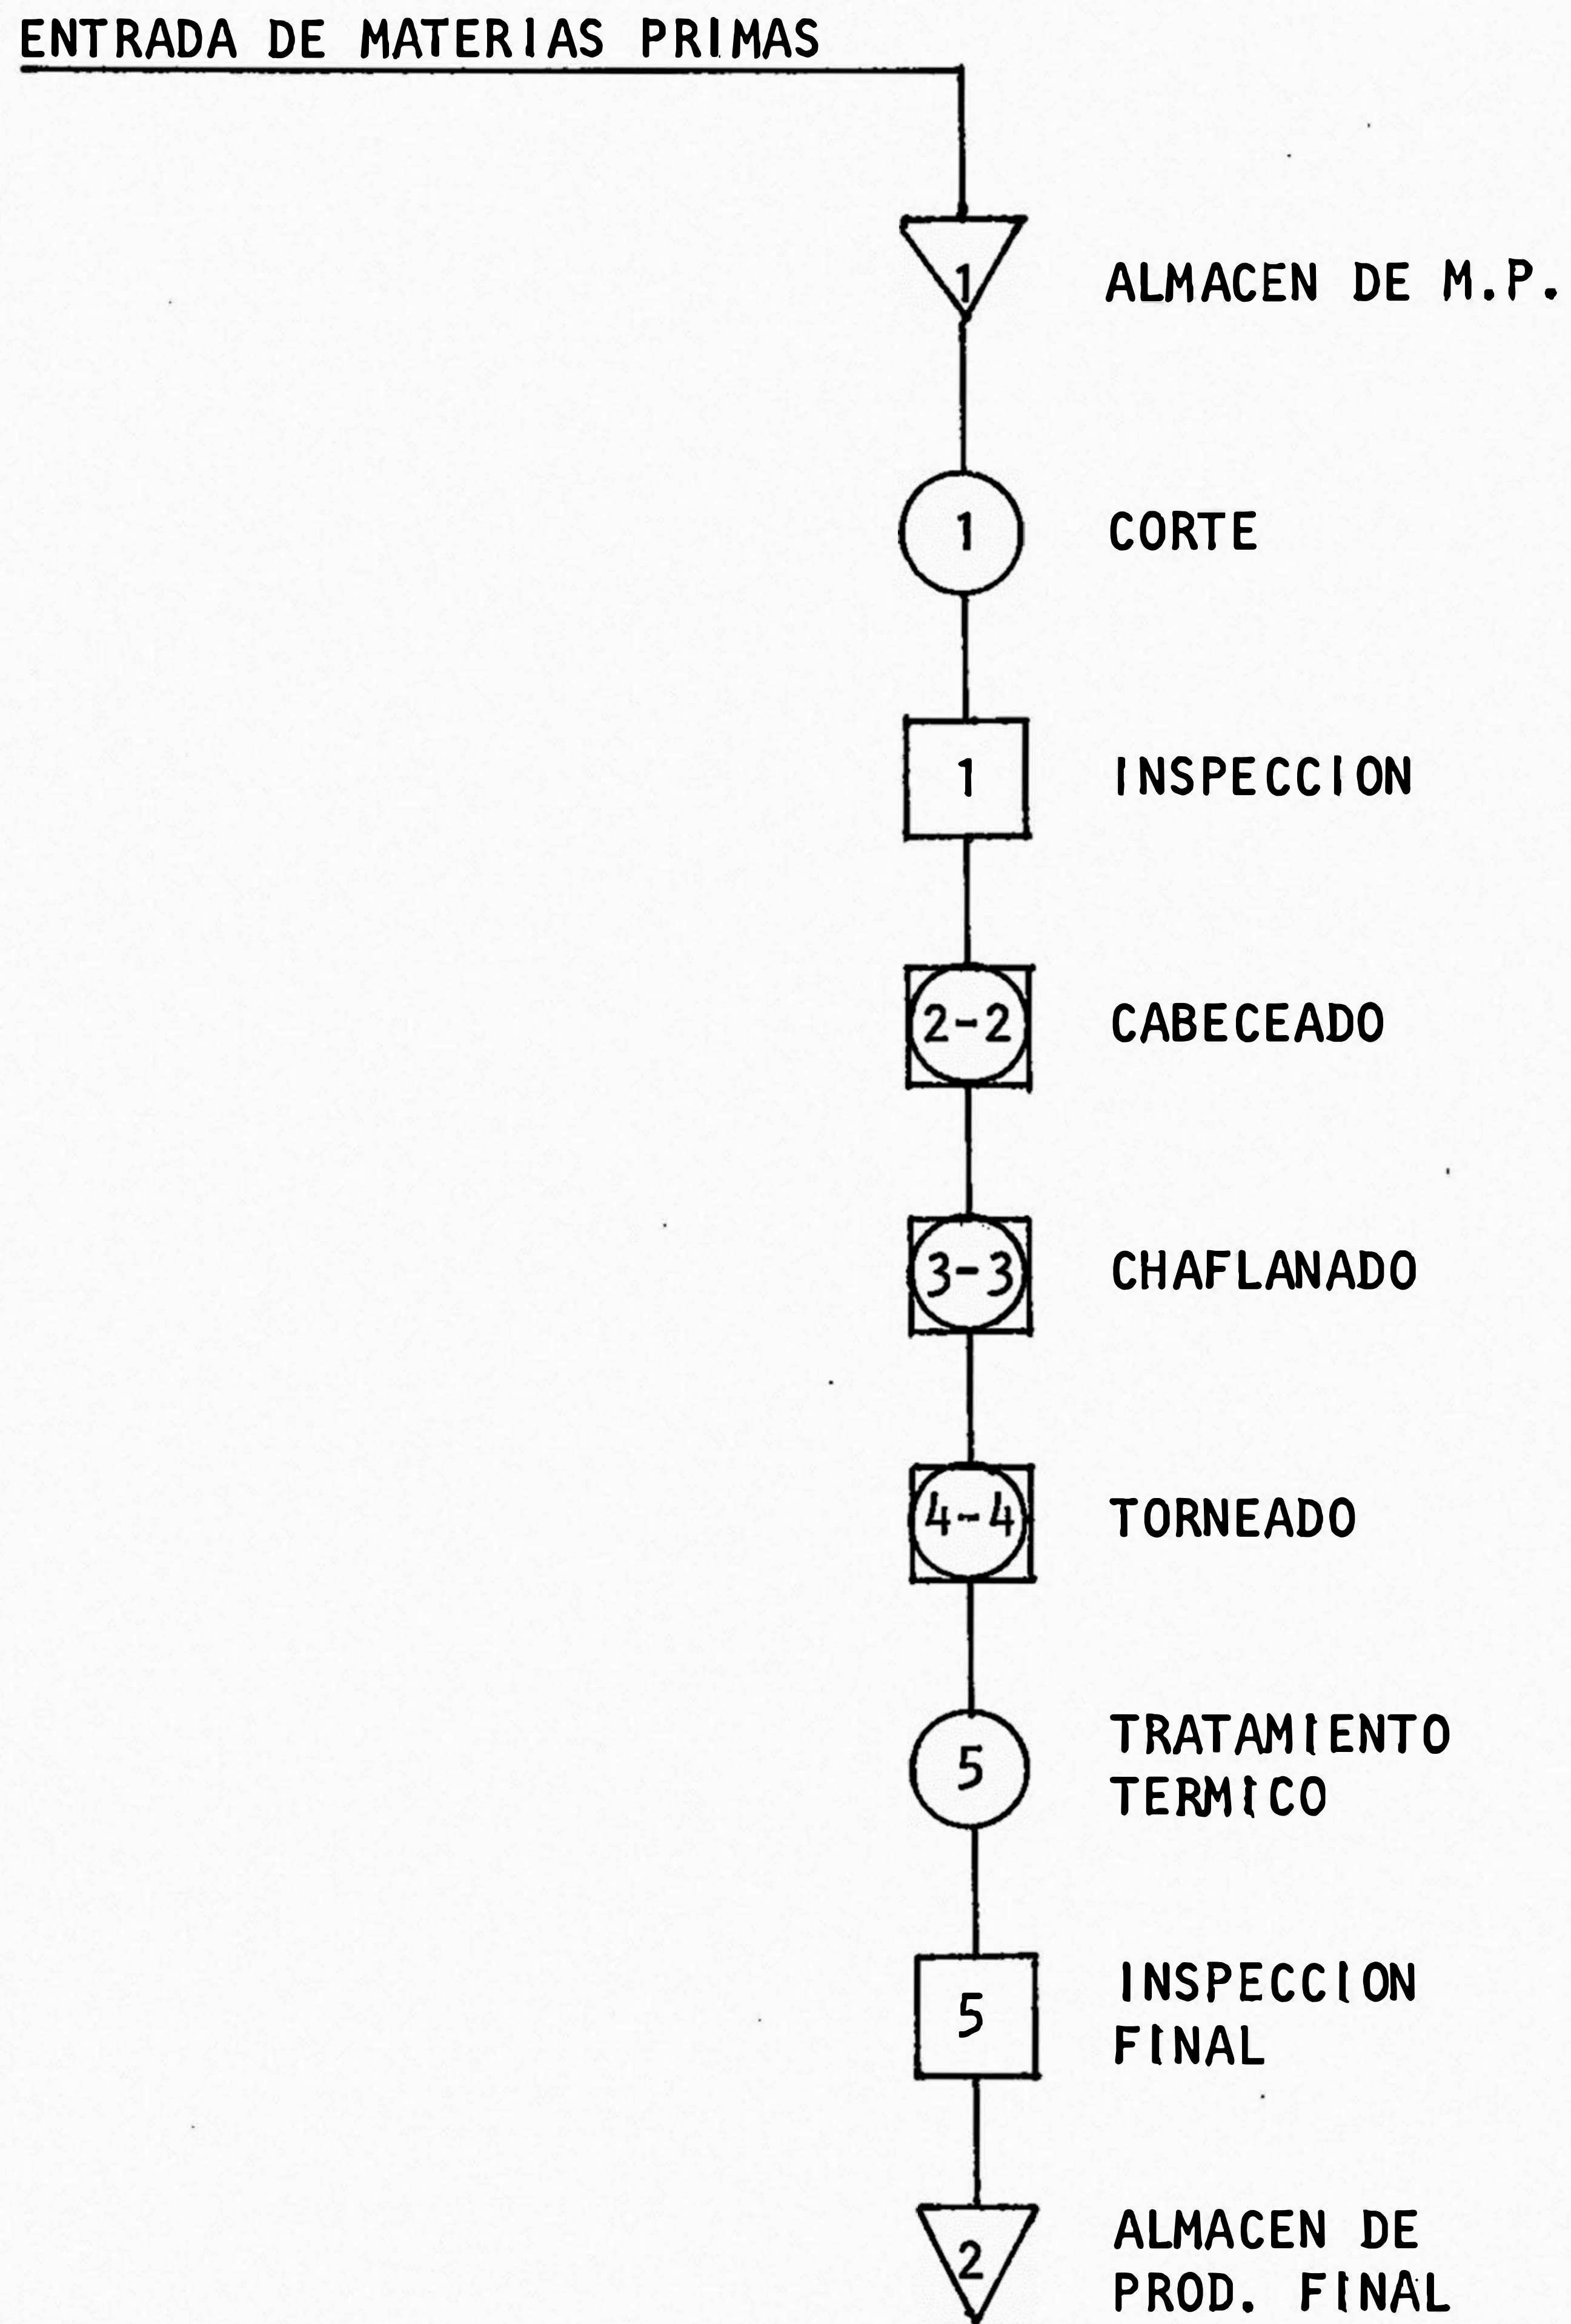 ENTRADA DE MATERIAS PRIMAS
1 ALMACEN DE M.P.
1 CORTE
1 INSPECCION
2-2 CABECEADO
3-3 CHAFLANADO
4-4 TORNEADO
5 TRATAMIENTO
TERMICO
5 INSPECCION
FINAL
2 ALMACEN DE
PROD. FINAL